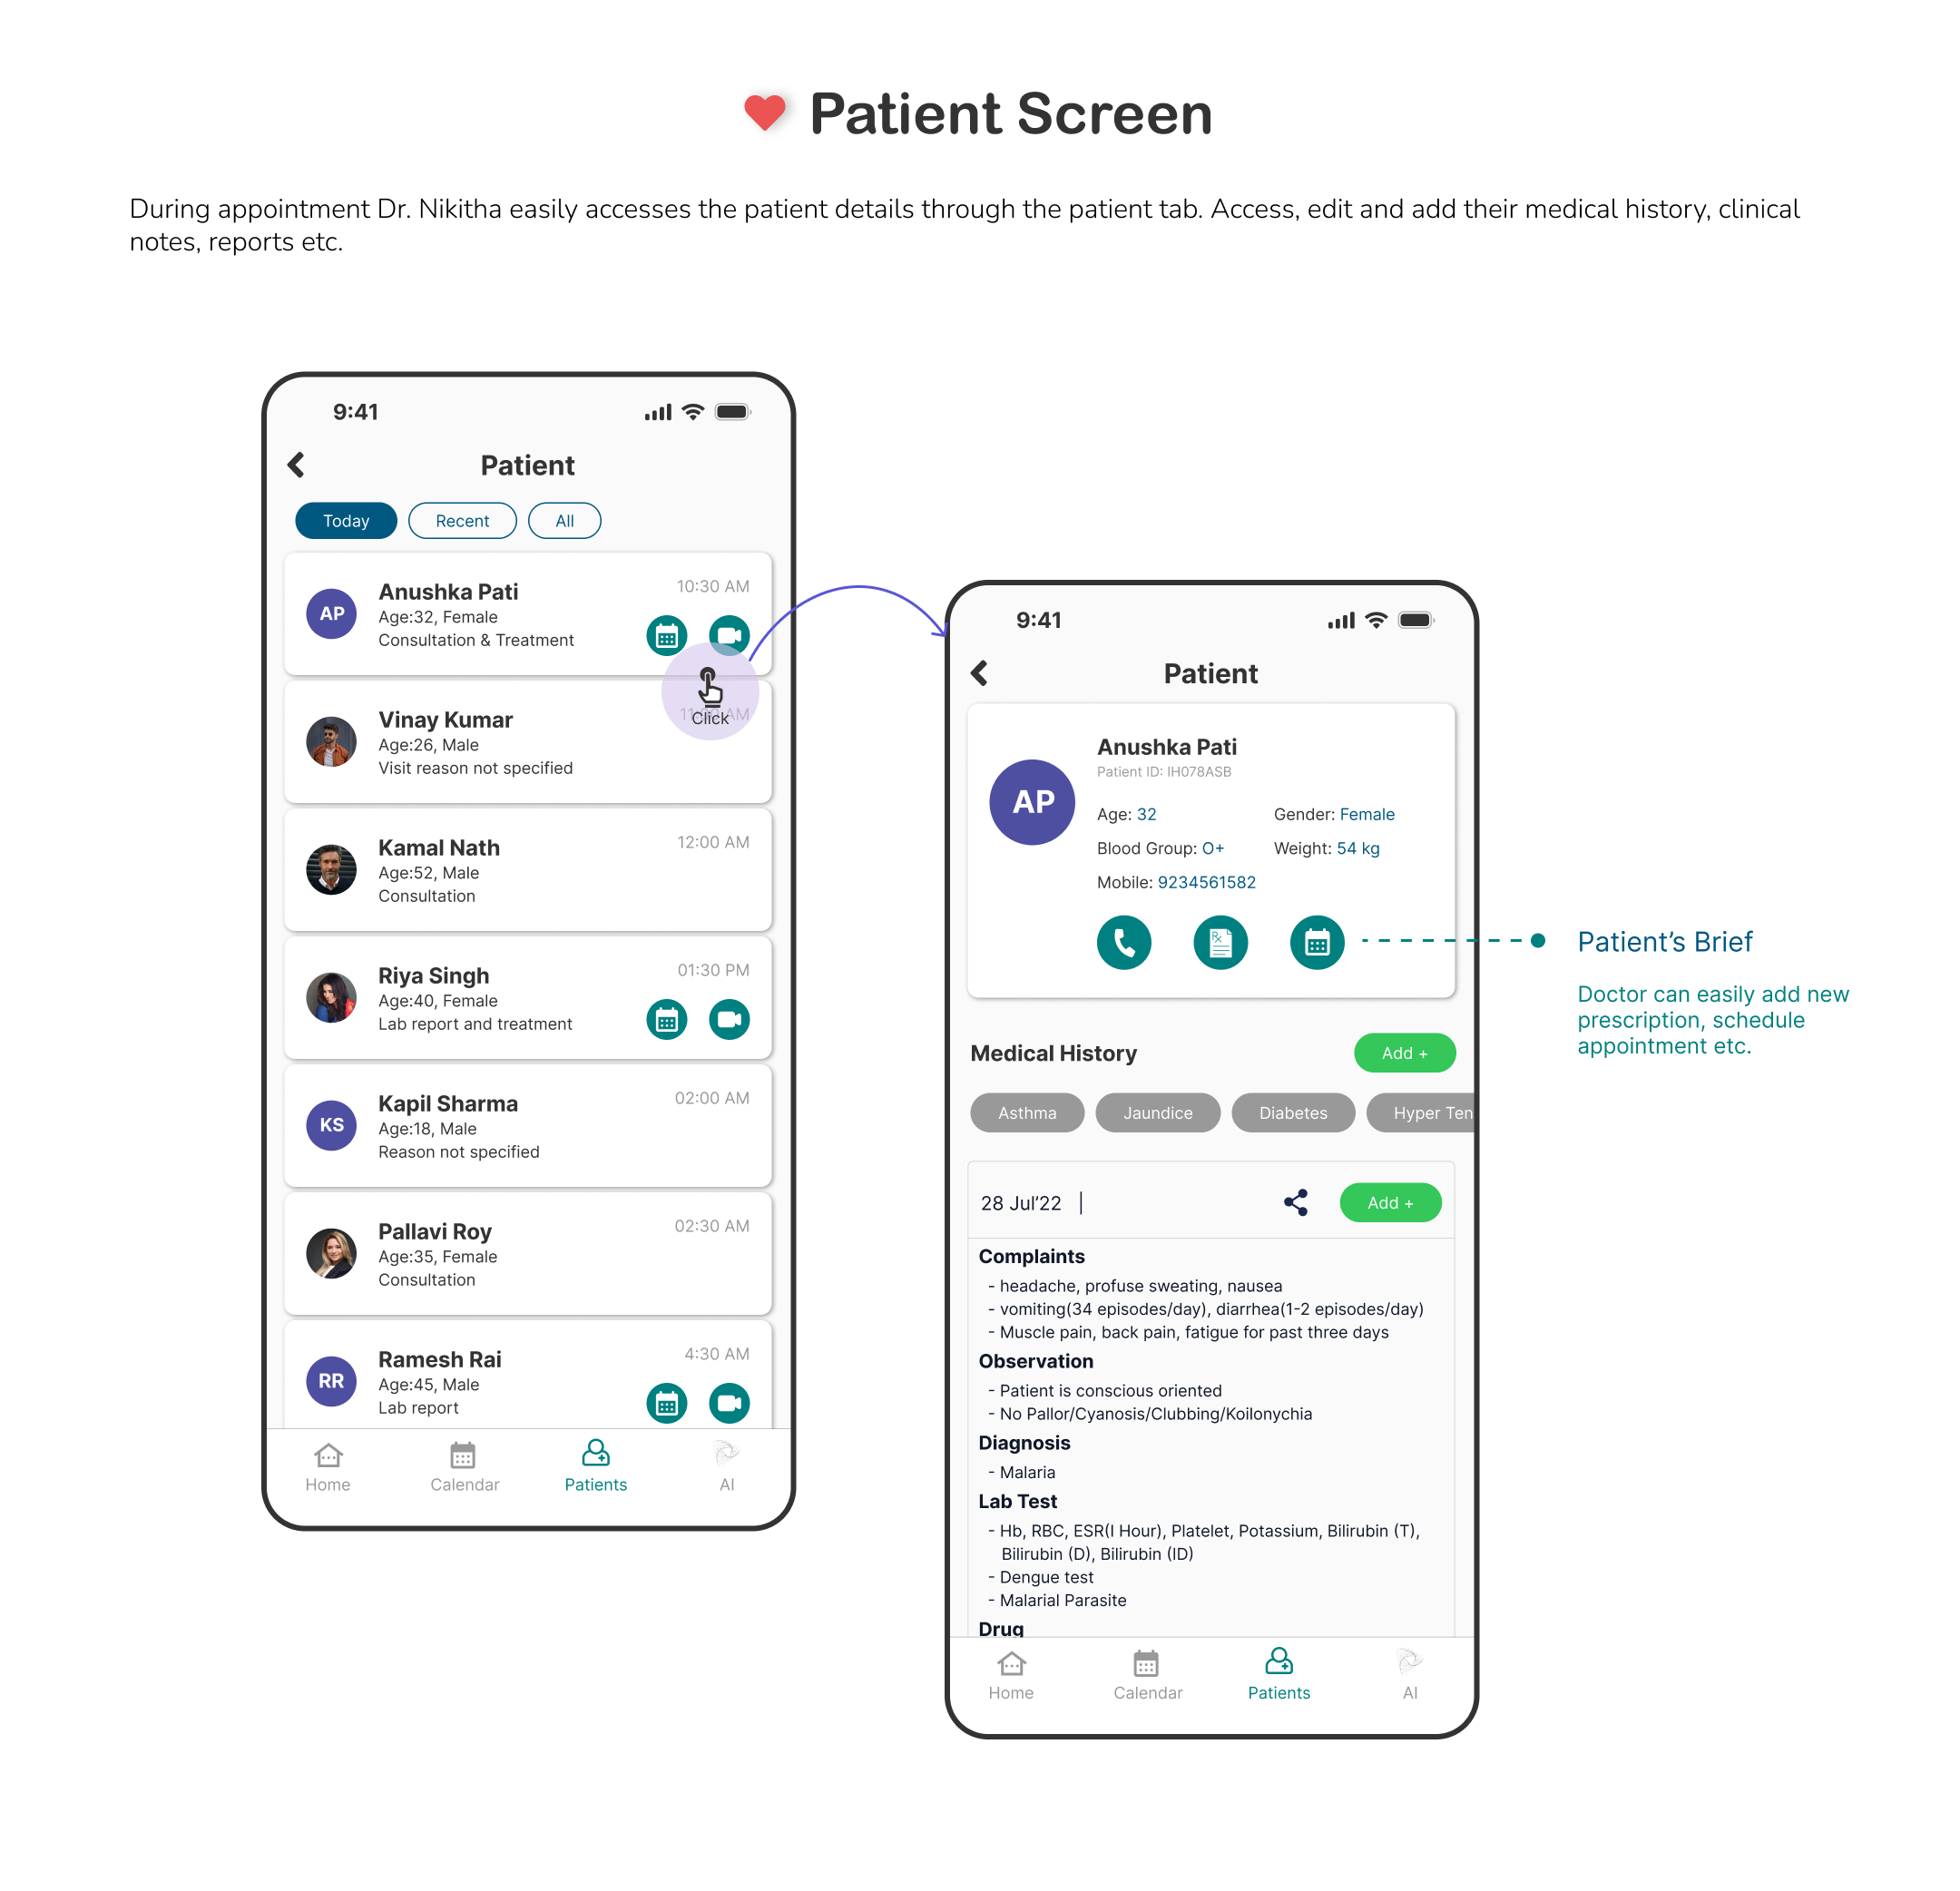 Patient Screen
During appointment Dr. Nikitha easily accesses the patient details through the patient tab. Access, edit and add their medical history, clinical
notes, reports etc.
9:41
Patient
Today Recent All
AP
Anushka Pati
10:30 AM
Age:32, Female
Consultation & Treatment
Click
Vinay Kumar
11:00 AM
Age:26, Male
Visit reason not specified
Kamal Nath
12:00 AM
Age:52, Male
Consultation
Riya Singh
01:30 PM
Age:40, Female
Lab report and treatment
KS
Kapil Sharma
02:00 AM
Age:18, Male
Reason not specified
Pallavi Roy
02:30 AM
Age:35, Female
Consultation
RR
Ramesh Rai
4:30 AM
Age:45, Male
Lab report
Home Calendar Patients AI
9:41
Patient
AP
Anushka Pati
Patient ID: IH078ASB
Age: 32 Gender: Female
Blood Group: O+ Weight: 54 kg
Mobile: 9234561582
Rx
Patient’s Brief
Doctor can easily add new
prescription, schedule
appointment etc.
Medical History Add +
Asthma Jaundice Diabetes Hyper Ten
28 Jul’22 | Add +
Complaints
- headache, profuse sweating, nausea
- vomiting(34 episodes/day), diarrhea(1-2 episodes/day)
- Muscle pain, back pain, fatigue for past three days
Observation
- Patient is conscious oriented
- No Pallor/Cyanosis/Clubbing/Koilonychia
Diagnosis
- Malaria
Lab Test
- Hb, RBC, ESR(I Hour), Platelet, Potassium, Bilirubin (T),
Bilirubin (D), Bilirubin (ID)
- Dengue test
- Malarial Parasite
Drug
Home Calendar Patients AI